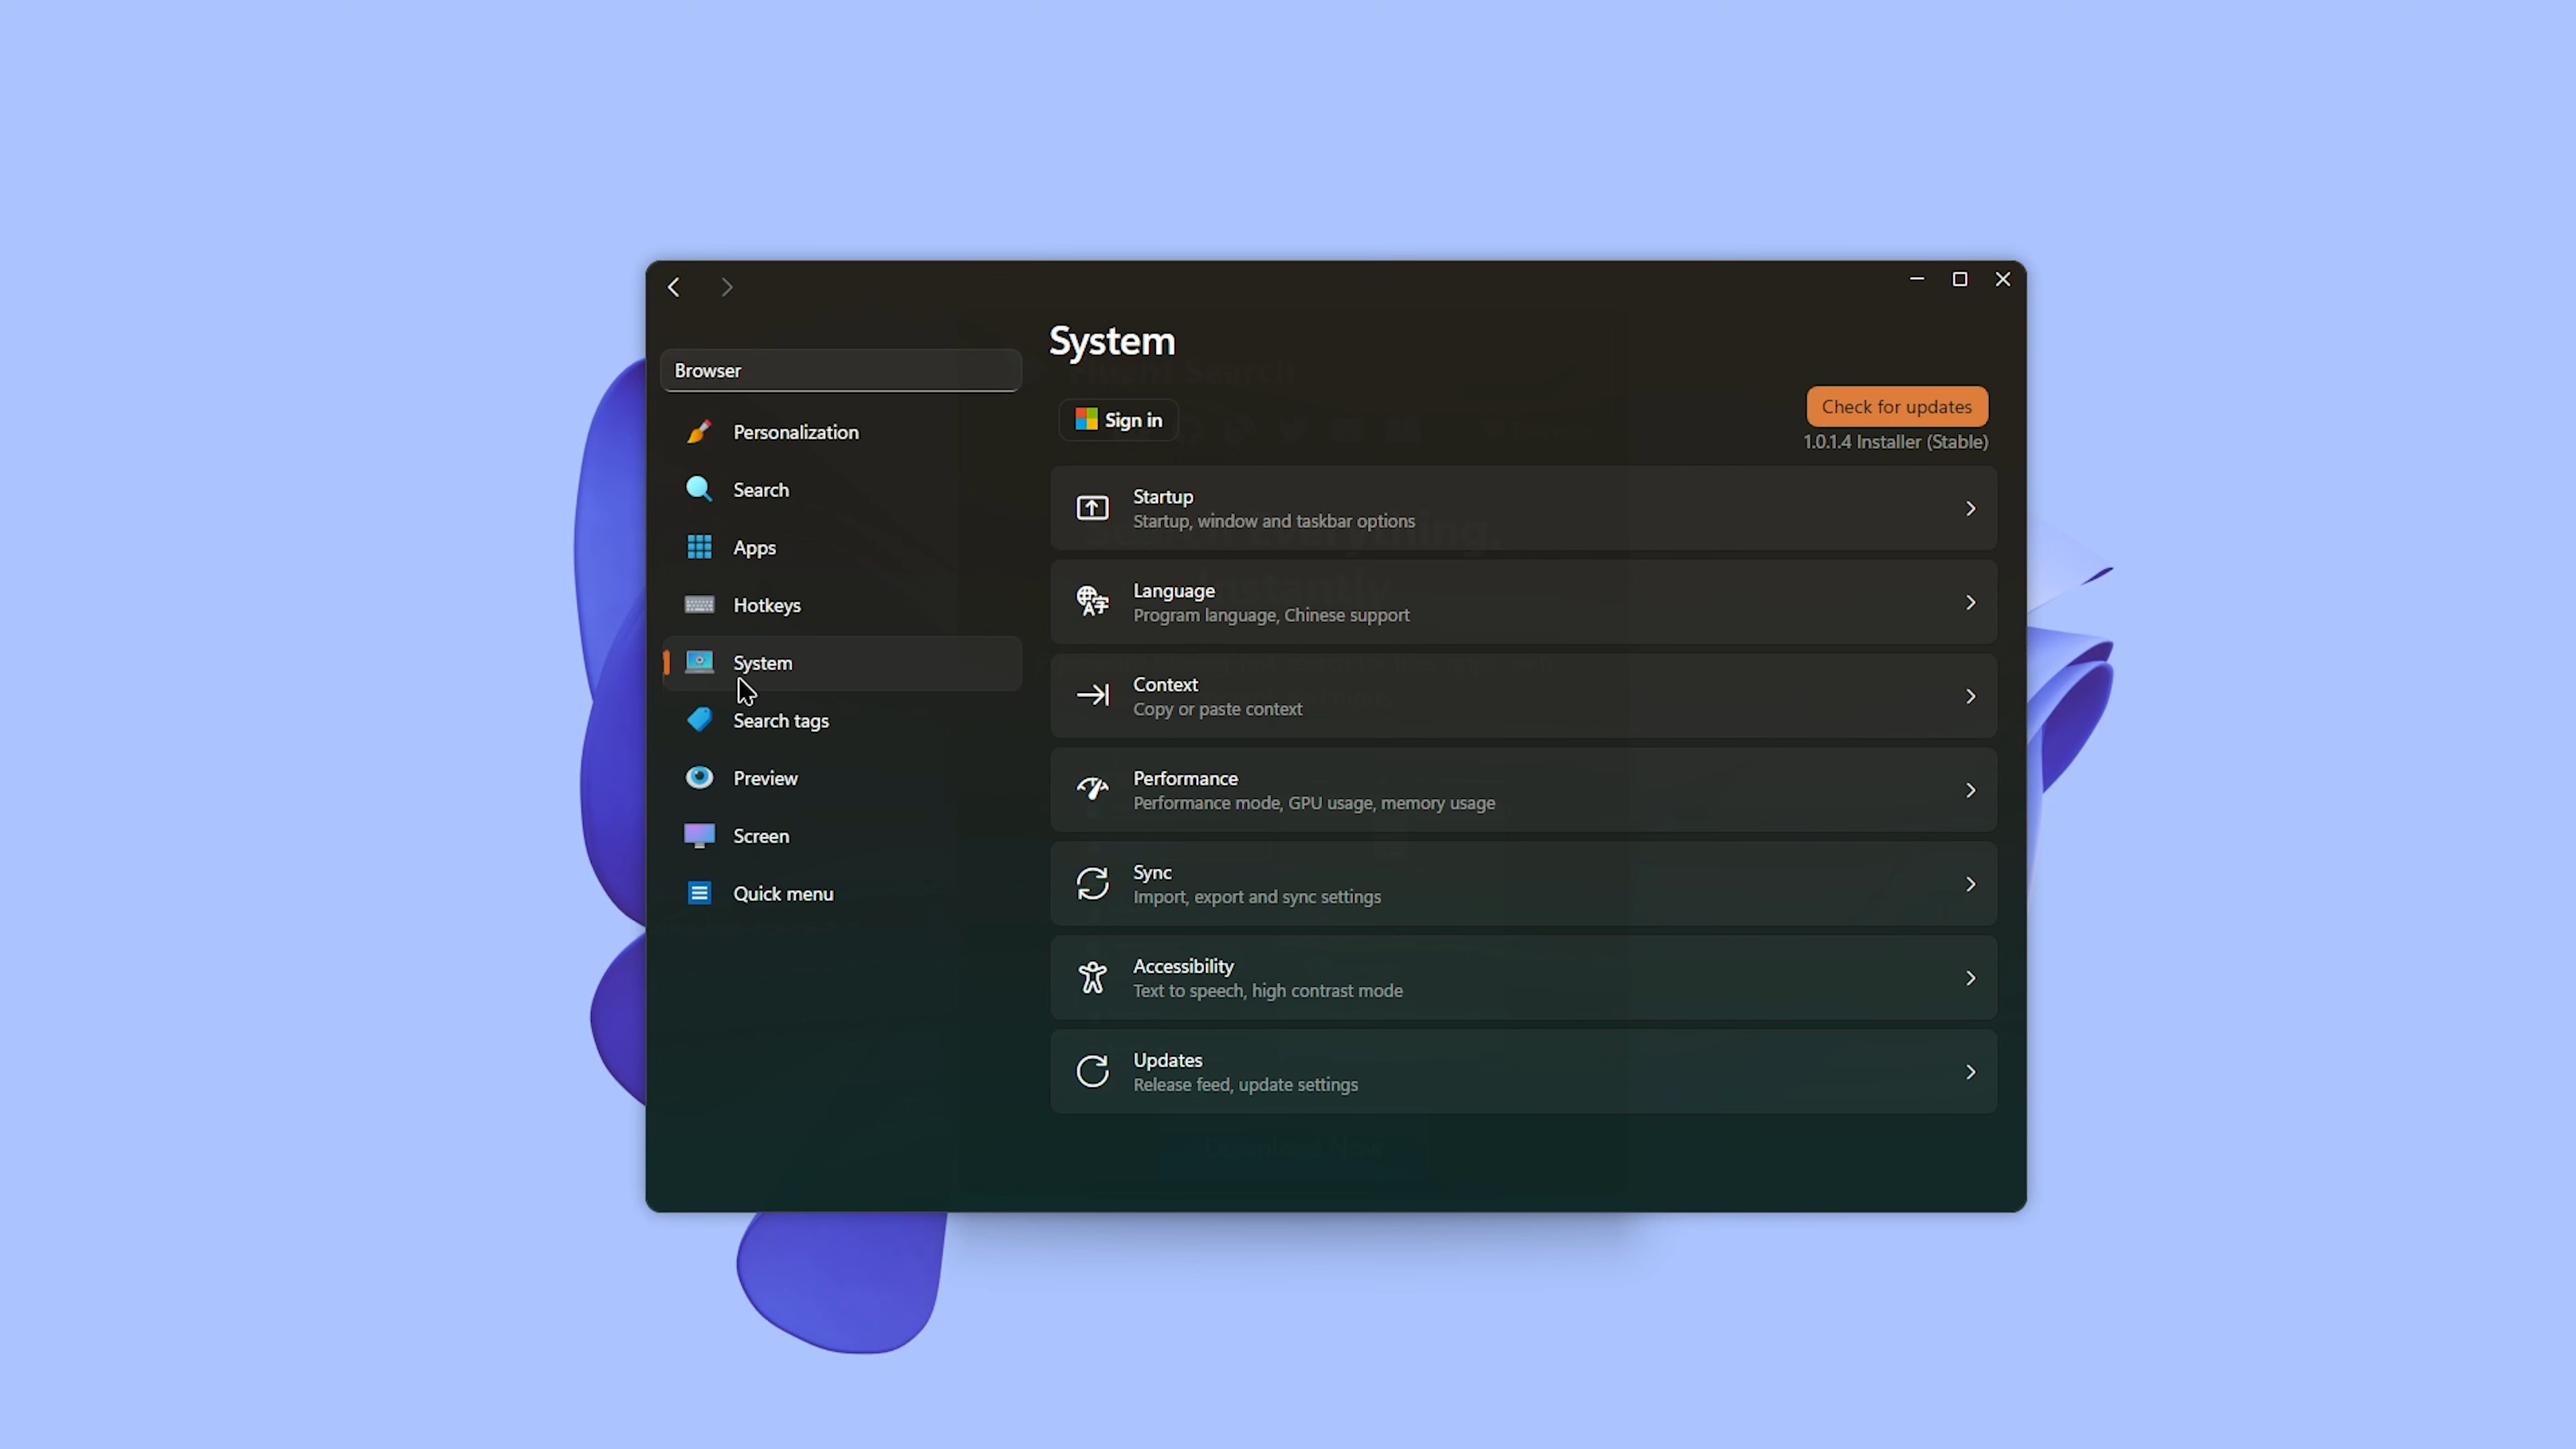 Browser
Personalization
Search
Apps
Hotkeys
System
Search tags
Preview
Screen
Quick menu
System
Sign in
Check for updates
1.0.1.4 Installer (Stable)
Startup
Startup, window and taskbar options
Language
Program language, Chinese support
Context
Copy or paste context
Performance
Performance mode, GPU usage, memory usage
Sync
Import, export and sync settings
Accessibility
Text to speech, high contrast mode
Updates
Release feed, update settings